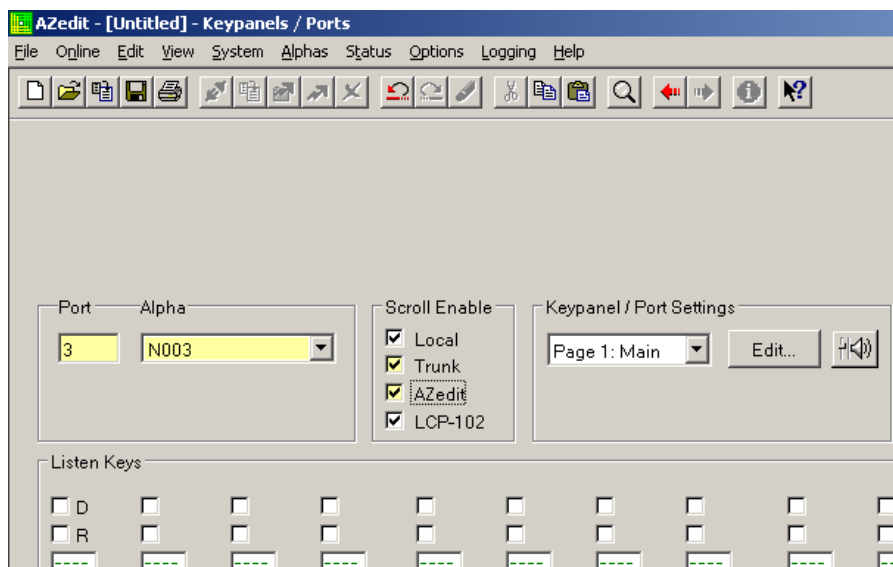 AZedit - [Untitled] - Keypanels / Ports
File Online Edit View System Alphas Status Options Logging Help
Port Alpha Scroll Enable Keypanel / Port Settings
3 N003 Local Page 1: Main Edit...
Trunk
AZedit
LCP-102
Listen Keys
D
R
---- ---- ---- ---- ---- ---- ---- ---- ----